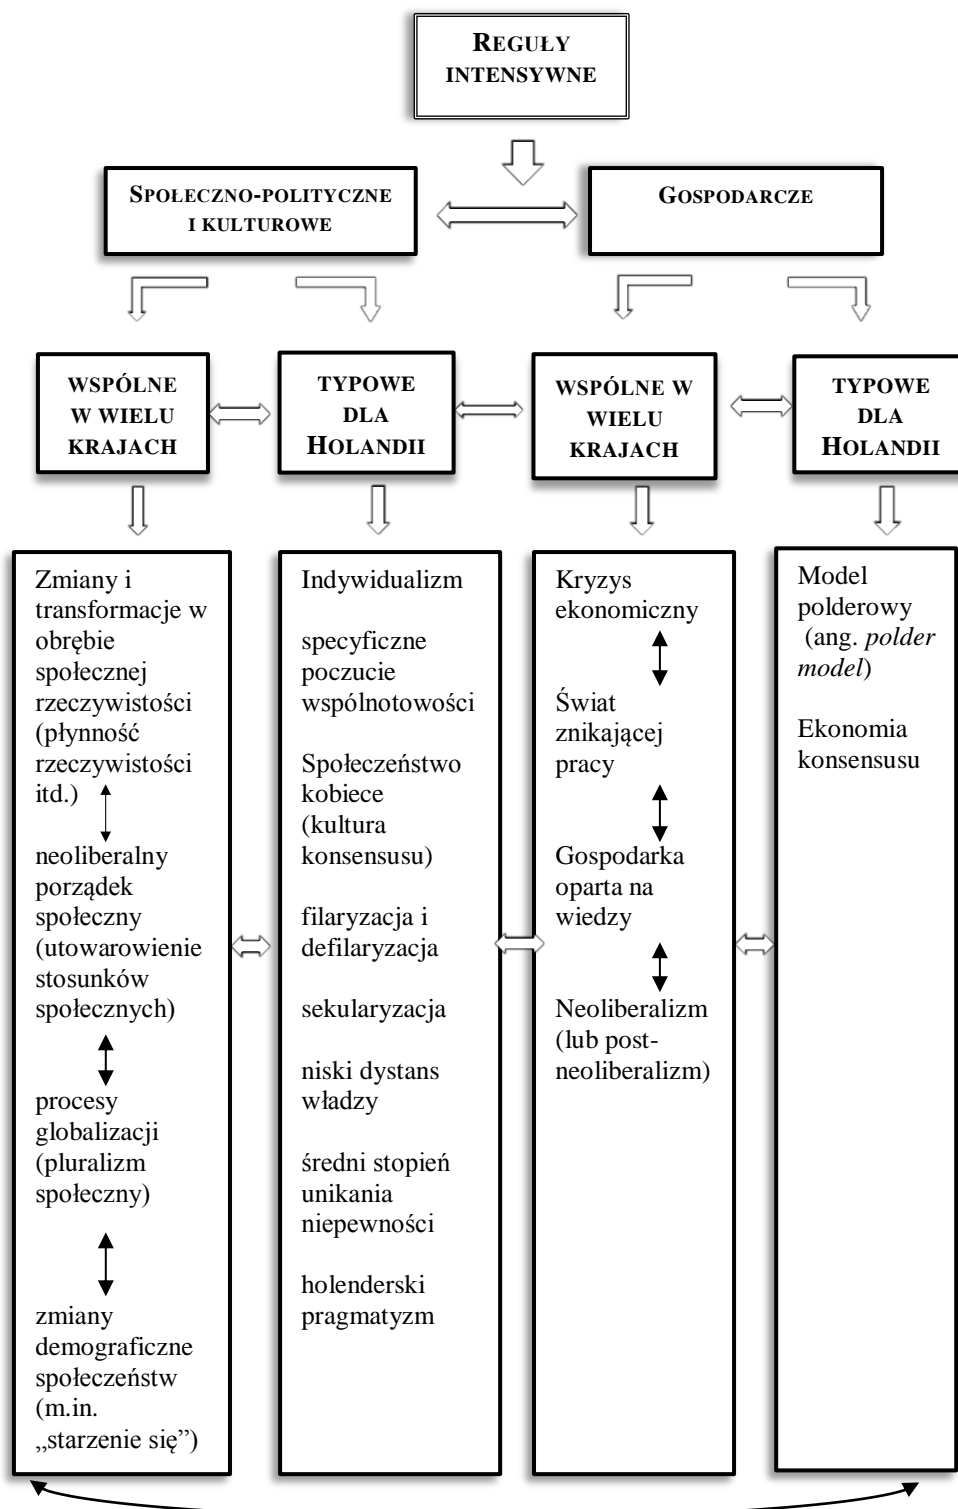 REGUŁY
INTENSYWNE
SPOŁECZNO-POLITYCZNE
I KULTUROWE
GOSPODARCZE
WSPÓLNE
W WIELU
KRAJACH
TYPOWE
DLA
HOLANDII
WSPÓLNE W
WIELU
KRAJACH
TYPOWE
DLA
HOLANDII
Zmiany i
transformacje w
obrębie
społecznej
rzeczywistości
(płynność
rzeczywistości
itd.)
neoliberalny
porządek
społeczny
(utowarowienie
stosunków
społecznych)
procesy
globalizacji
(pluralizm
społeczny)
zmiany
demograficzne
społeczeństw
(m.in.
„starzenie się”)
Indywidualizm
specyficzne
poczucie
wspólnotowości
Społeczeństwo
kobiece
(kultura
konsensusu)
filaryzacja i
defilaryzacja
sekularyzacja
niski dystans
władzy
średni stopień
unikania
niepewności
holenderski
pragmatyzm
Kryzys
ekonomiczny
Świat
znikającej
pracy
Gospodarka
oparta na
wiedzy
Neoliberalizm
(lub post-
neoliberalizm)
Model
polderowy
(ang. polder
model)
Ekonomia
konsensusu